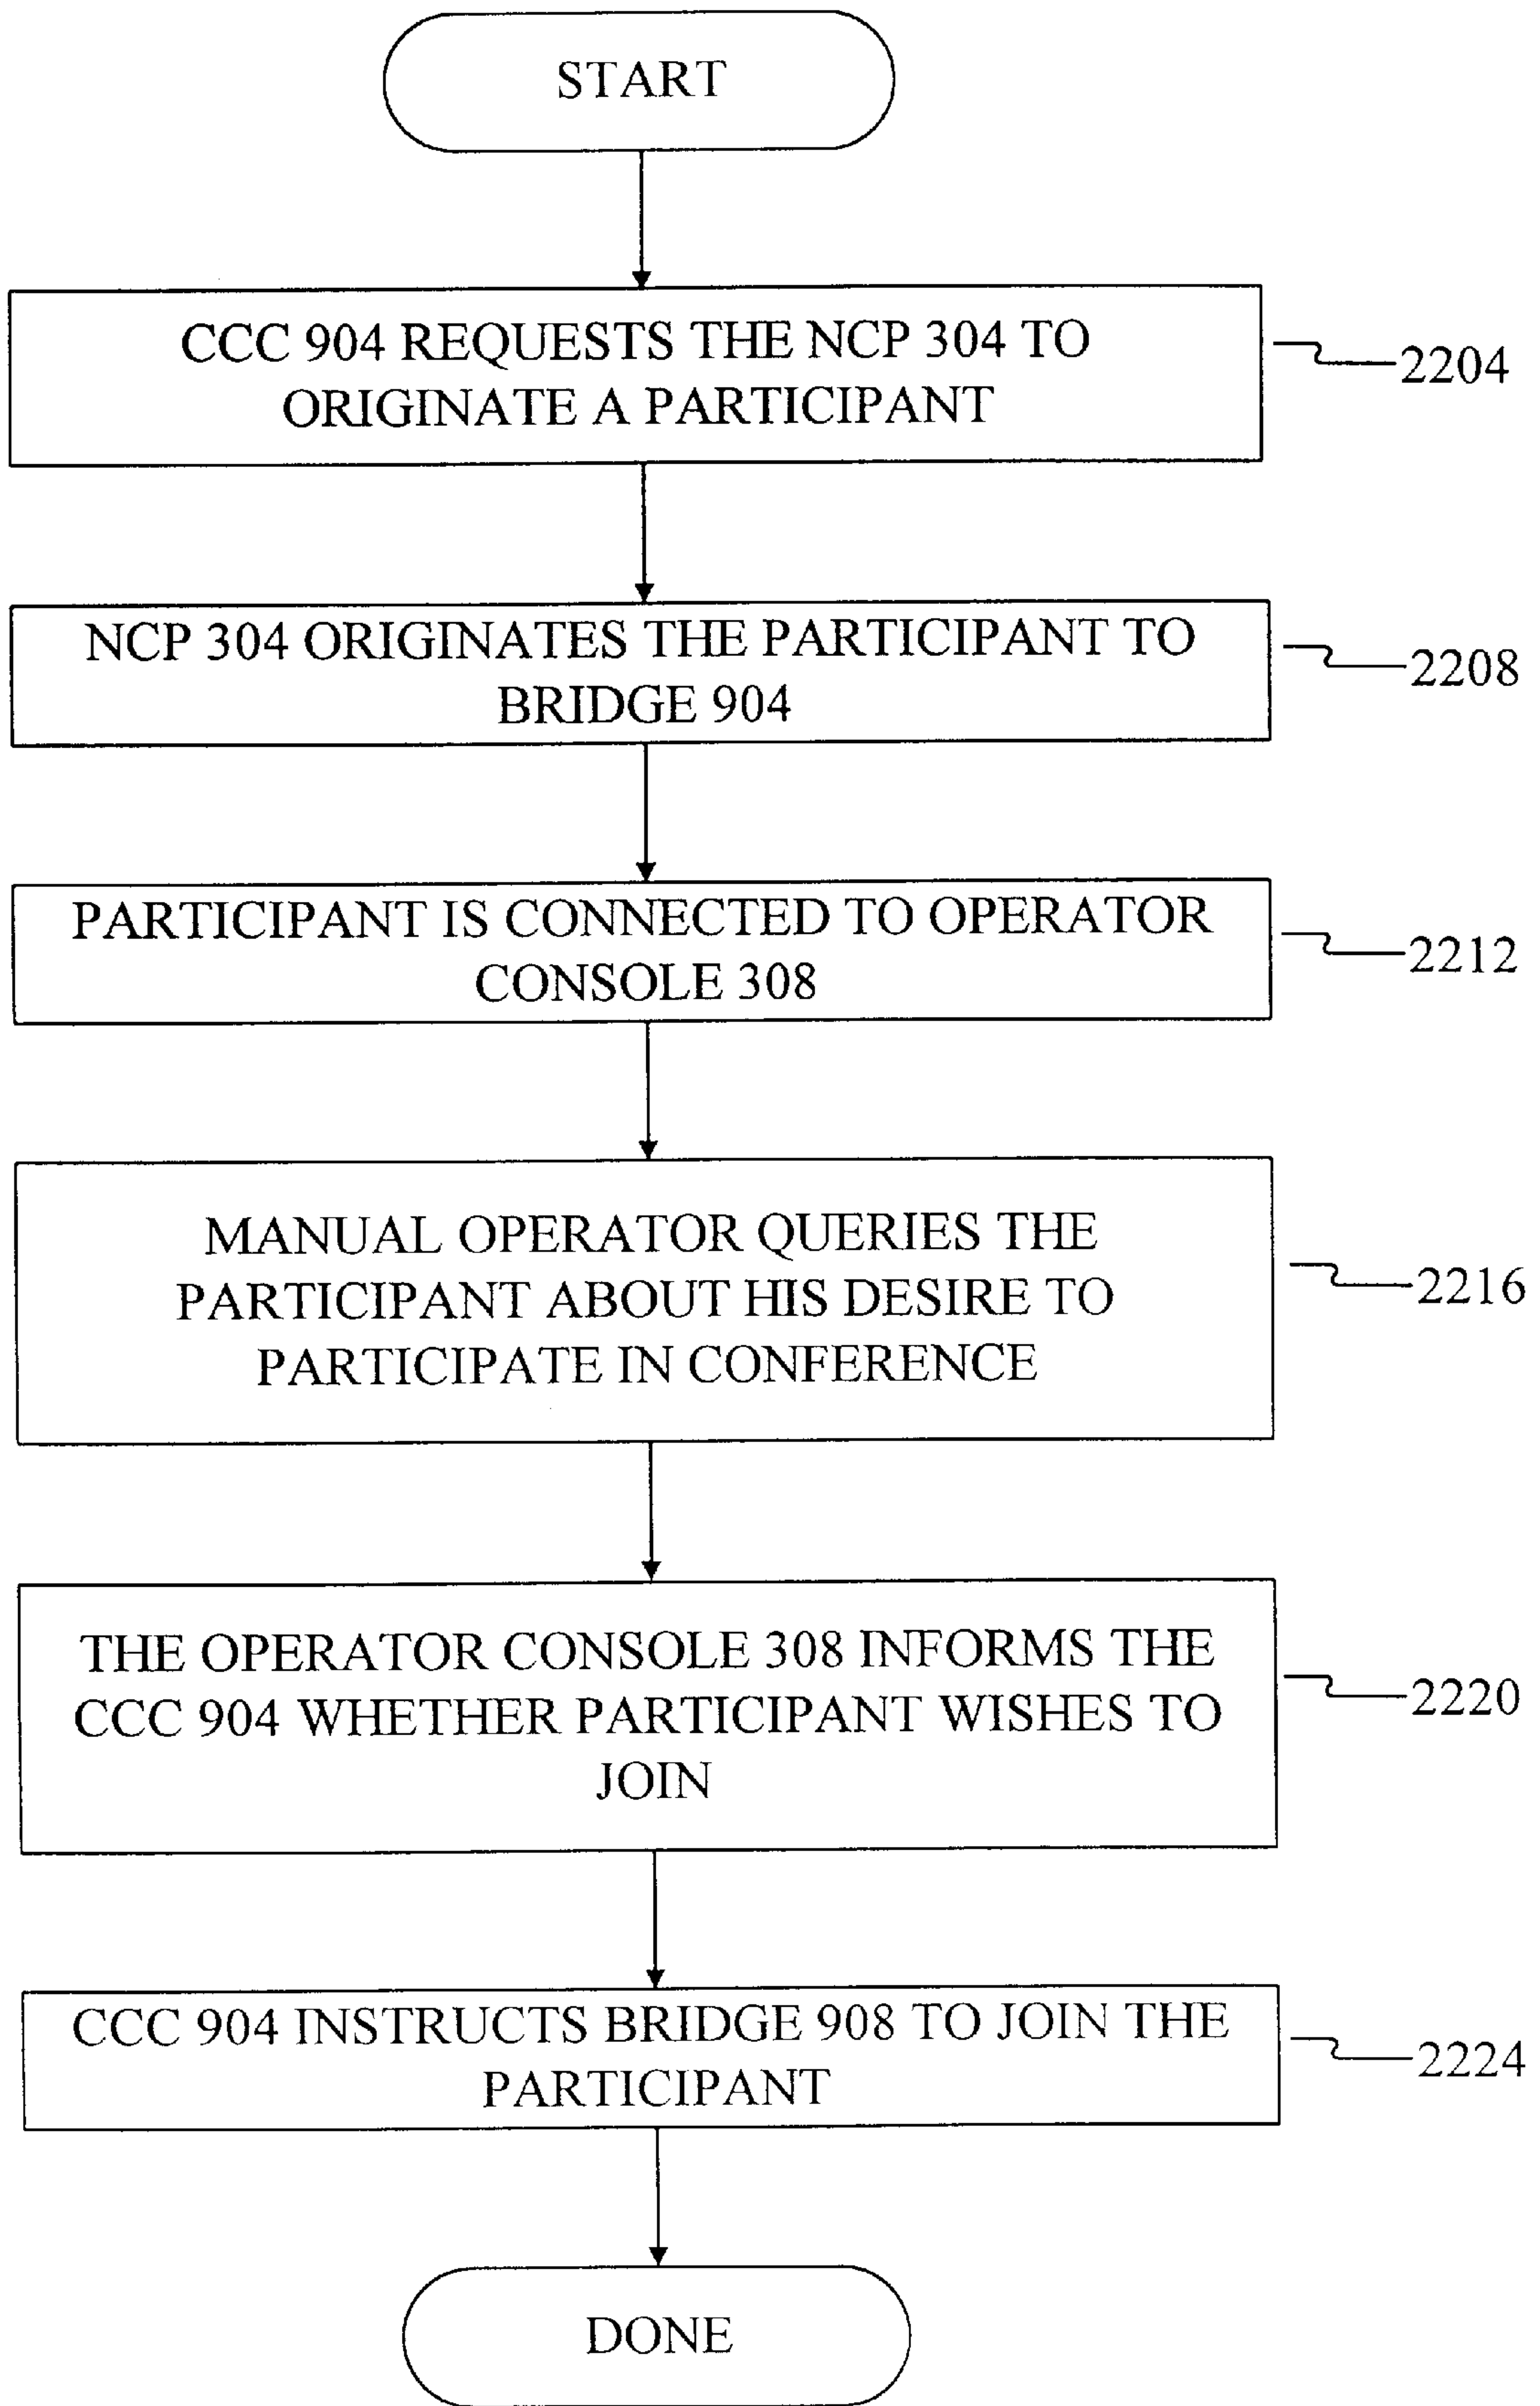 START
CCC 904 REQUESTS THE NCP 304 TO
ORIGINATE A PARTICIPANT
2204
NCP 304 ORIGINATES THE PARTICIPANT TO
BRIDGE 904
2208
PARTICIPANT IS CONNECTED TO OPERATOR
CONSOLE 308
2212
MANUAL OPERATOR QUERIES THE
PARTICIPANT ABOUT HIS DESIRE TO
PARTICIPATE IN CONFERENCE
2216
THE OPERATOR CONSOLE 308 INFORMS THE
CCC 904 WHETHER PARTICIPANT WISHES TO
JOIN
2220
CCC 904 INSTRUCTS BRIDGE 908 TO JOIN THE
PARTICIPANT
2224
DONE